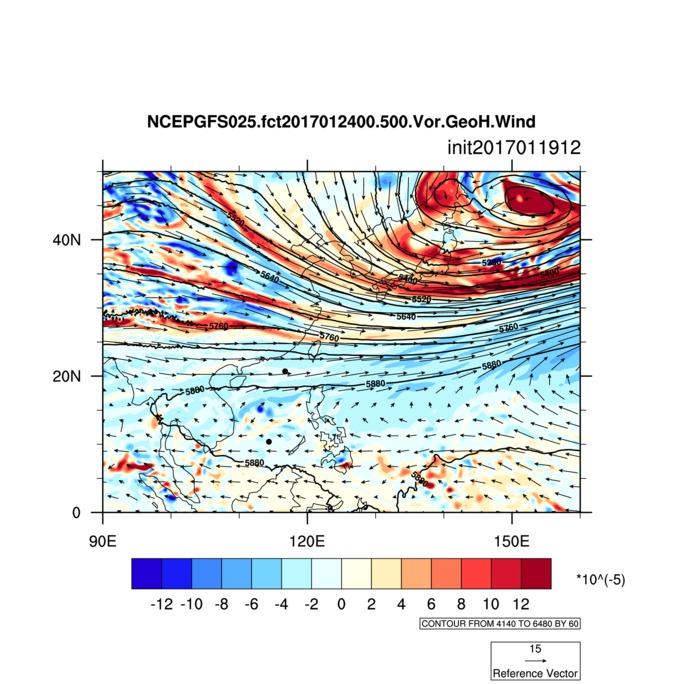 NCEPGFS025.fct2017012400.500.Vor.GeoH.Wind
init2017011912
40N
20N
0
90E 120E 150E
5520
5640
5760
5760
5880
5880
5880
5880
5400
5520
5640
5760
-12 -10 -8 -6 -4 -2 0 2 4 6 8 10 12
*10^(-5)
CONTOUR FROM 4140 TO 6480 BY 60
15
Reference Vector